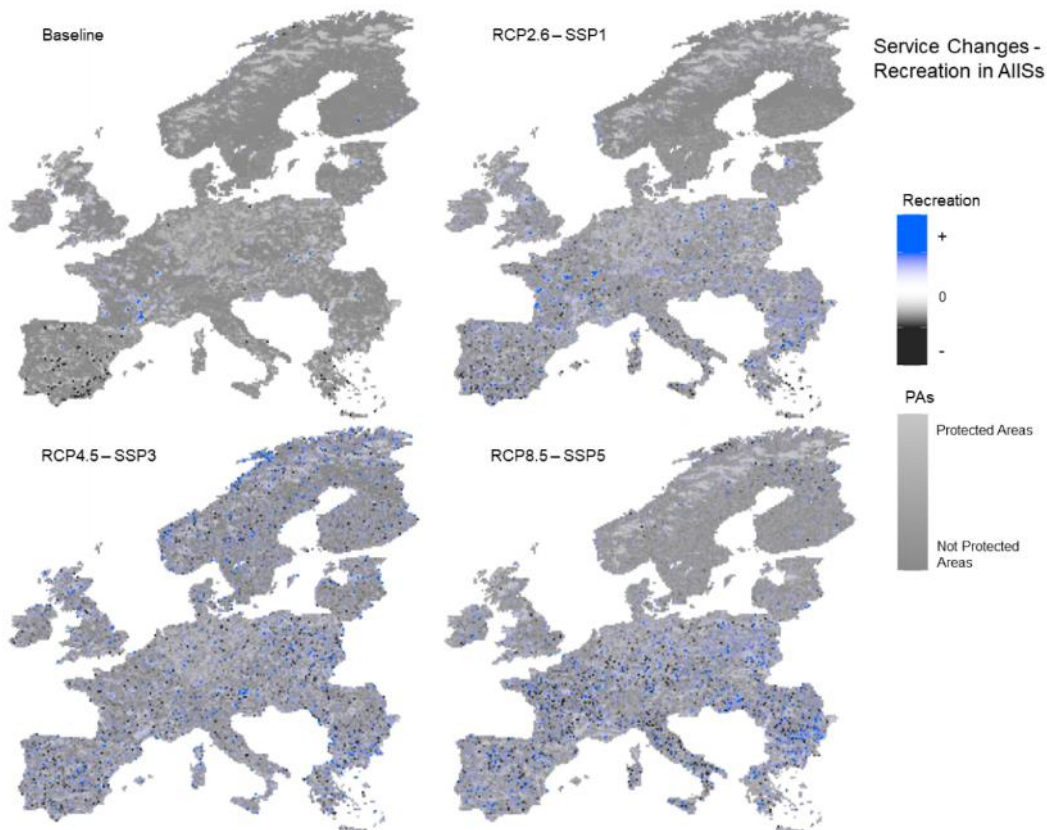 Baseline
RCP2.6 – SSP1
Service Changes -
Recreation in AllSs
Recreation
+
0
-
PAs
Protected Areas
Not Protected
Areas
RCP4.5 – SSP3
RCP8.5 – SSP5